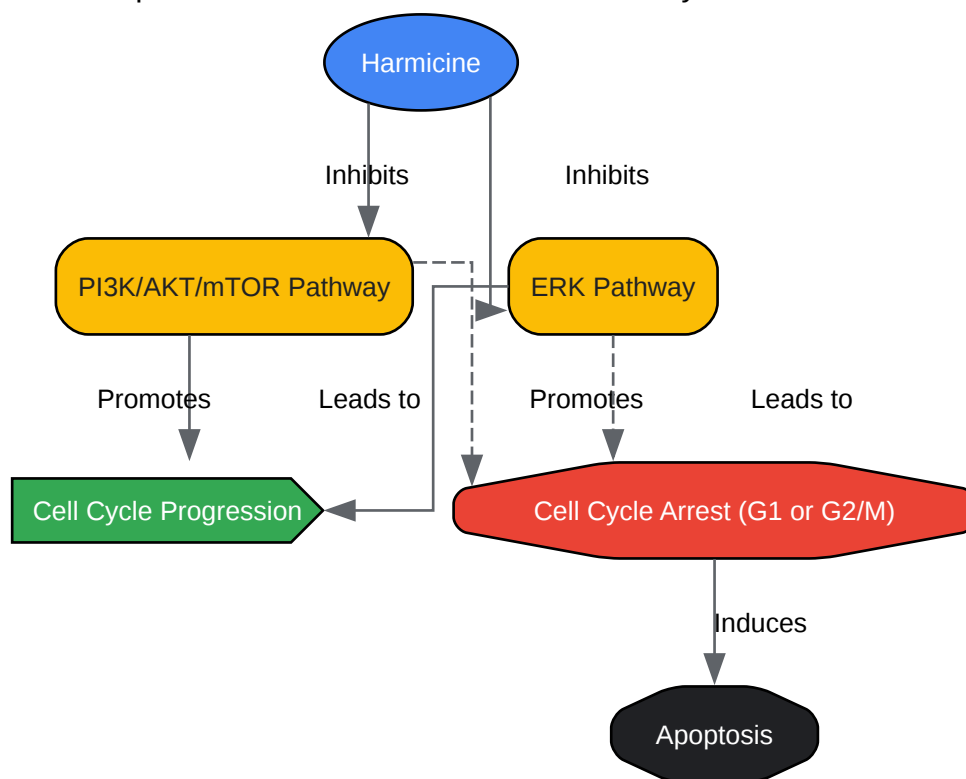 Harmicine
Inhibits
Inhibits
PI3K/AKT/mTOR Pathway
ERK Pathway
Promotes
Leads to
Promotes
Leads to
Cell Cycle Progression
Cell Cycle Arrest (G1 or G2/M)
Induces
Apoptosis